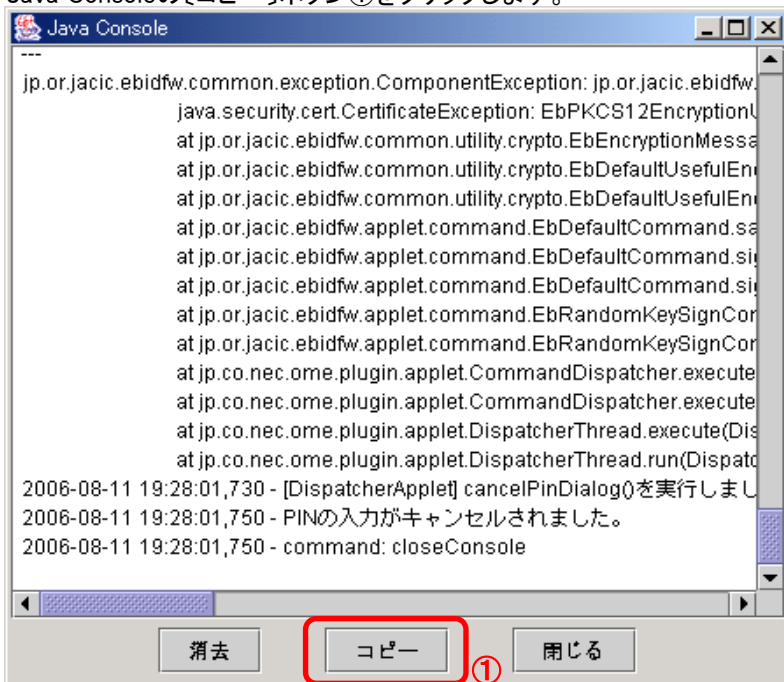 Java Consoleの[コピー]ボタン①をクリックします。
Java Console
---
jp.or.jacic.ebidfw.common.exception.ComponentException: jp.or.jacic.ebidfw.
java.security.cert.CertificateException: EbPKCS12Encryption
at jp.or.jacic.ebidfw.common.utility.crypto.EbEncryptionMessa
at jp.or.jacic.ebidfw.common.utility.crypto.EbDefaultUsefulEn
at jp.or.jacic.ebidfw.common.utility.crypto.EbDefaultUsefulEn
at jp.or.jacic.ebidfw.applet.command.EbDefaultCommand.sa
at jp.or.jacic.ebidfw.applet.command.EbDefaultCommand.si
at jp.or.jacic.ebidfw.applet.command.EbDefaultCommand.si
at jp.or.jacic.ebidfw.applet.command.EbRandomKeySignCor
at jp.or.jacic.ebidfw.applet.command.EbRandomKeySignCor
at jp.co.nec.ome.plugin.applet.CommandDispatcher.execute
at jp.co.nec.ome.plugin.applet.CommandDispatcher.execute
at jp.co.nec.ome.plugin.applet.DispatcherThread.execute(Dis
at jp.co.nec.ome.plugin.applet.DispatcherThread.run(Dispatc
2006-08-11 19:28:01,730 - [DispatcherApplet] cancelPinDialog()を実行しまし
2006-08-11 19:28:01,750 - PINの入力がキャンセルされました。
2006-08-11 19:28:01,750 - command: closeConsole
消去 コピー ① 閉じる